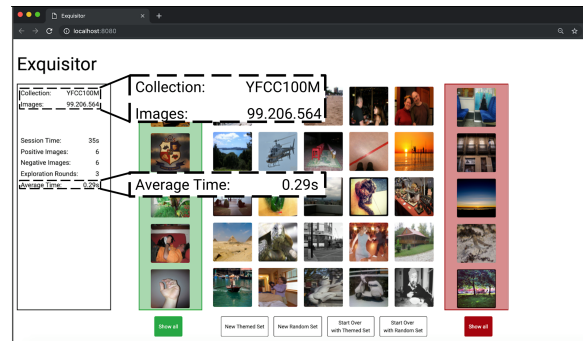 Exquisitor
localhost:8080
Exquisitor
Collection: YFCC100M
Images: 99.206.564
Collection: YFCC100M
Images: 99.206.564
Session Time: 35s
Positive Images: 6
Negative Images: 6
Exploration Rounds: 3
Average Time: 0.29s
Average Time: 0.29s
Show all
New Themed Set
New Random Set
Start Over
with Themed Set
Start Over
with Random Set
Show all